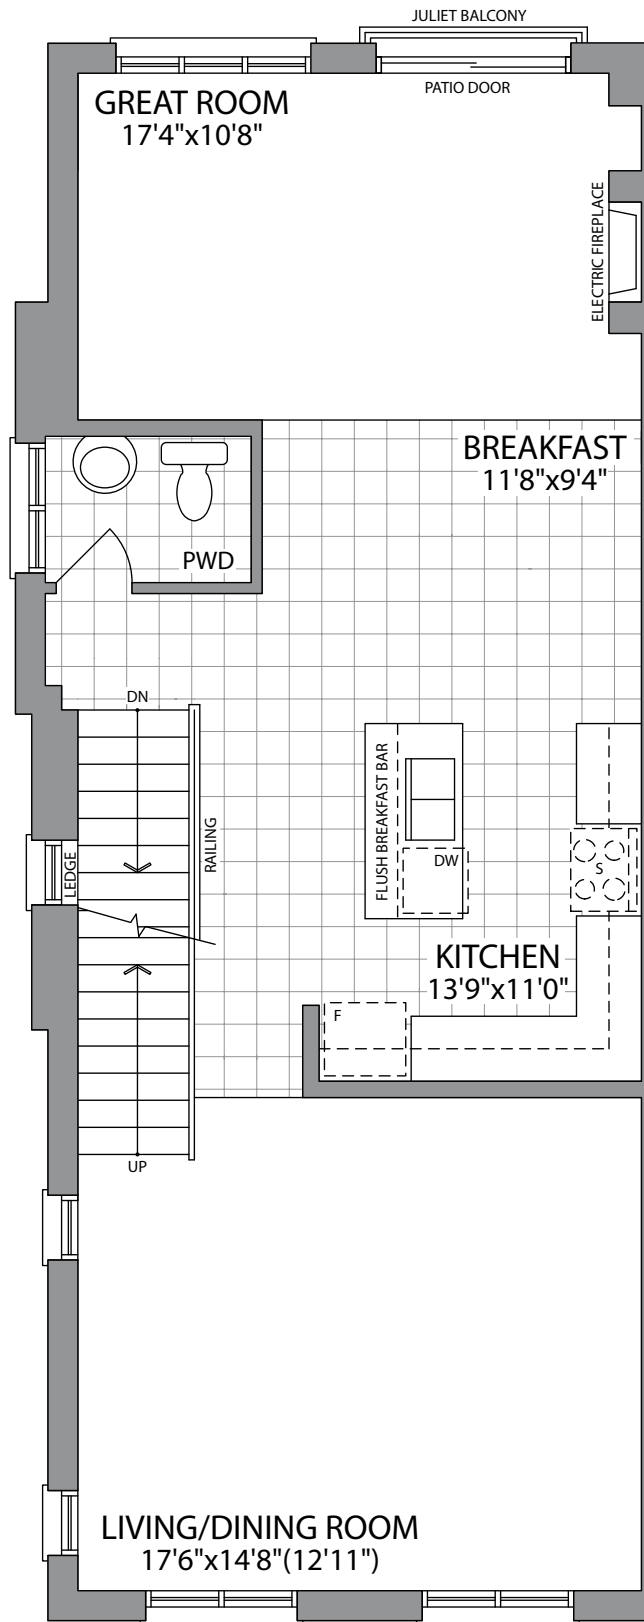 JULIET BALCONY
PATIO DOOR
GREAT ROOM
17'4"x10'8"
ELECTRIC FIREPLACE
BREAKFAST
11'8"x9'4"
PWD
DN
RAILING
LEDGE
FLUSH BREAKFAST BAR
DW
S
KITCHEN
13'9"x11'0"
F
UP
LIVING/DINING ROOM
17'6"x14'8"(12'11")